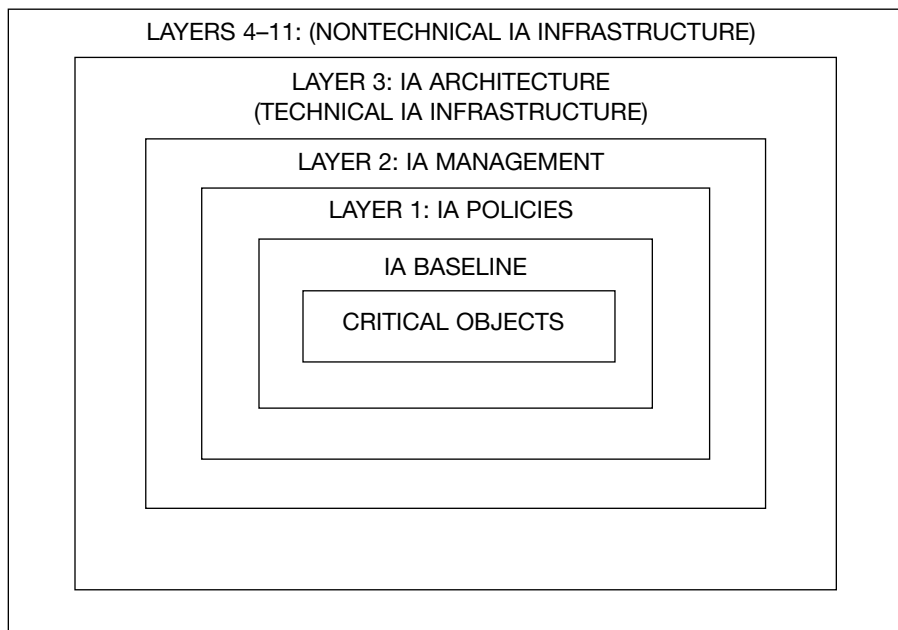 LAYERS 4–11: (NONTECHNICAL IA INFRASTRUCTURE)
LAYER 3: IA ARCHITECTURE
(TECHNICAL IA INFRASTRUCTURE)
LAYER 2: IA MANAGEMENT
LAYER 1: IA POLICIES
IA BASELINE
CRITICAL OBJECTS